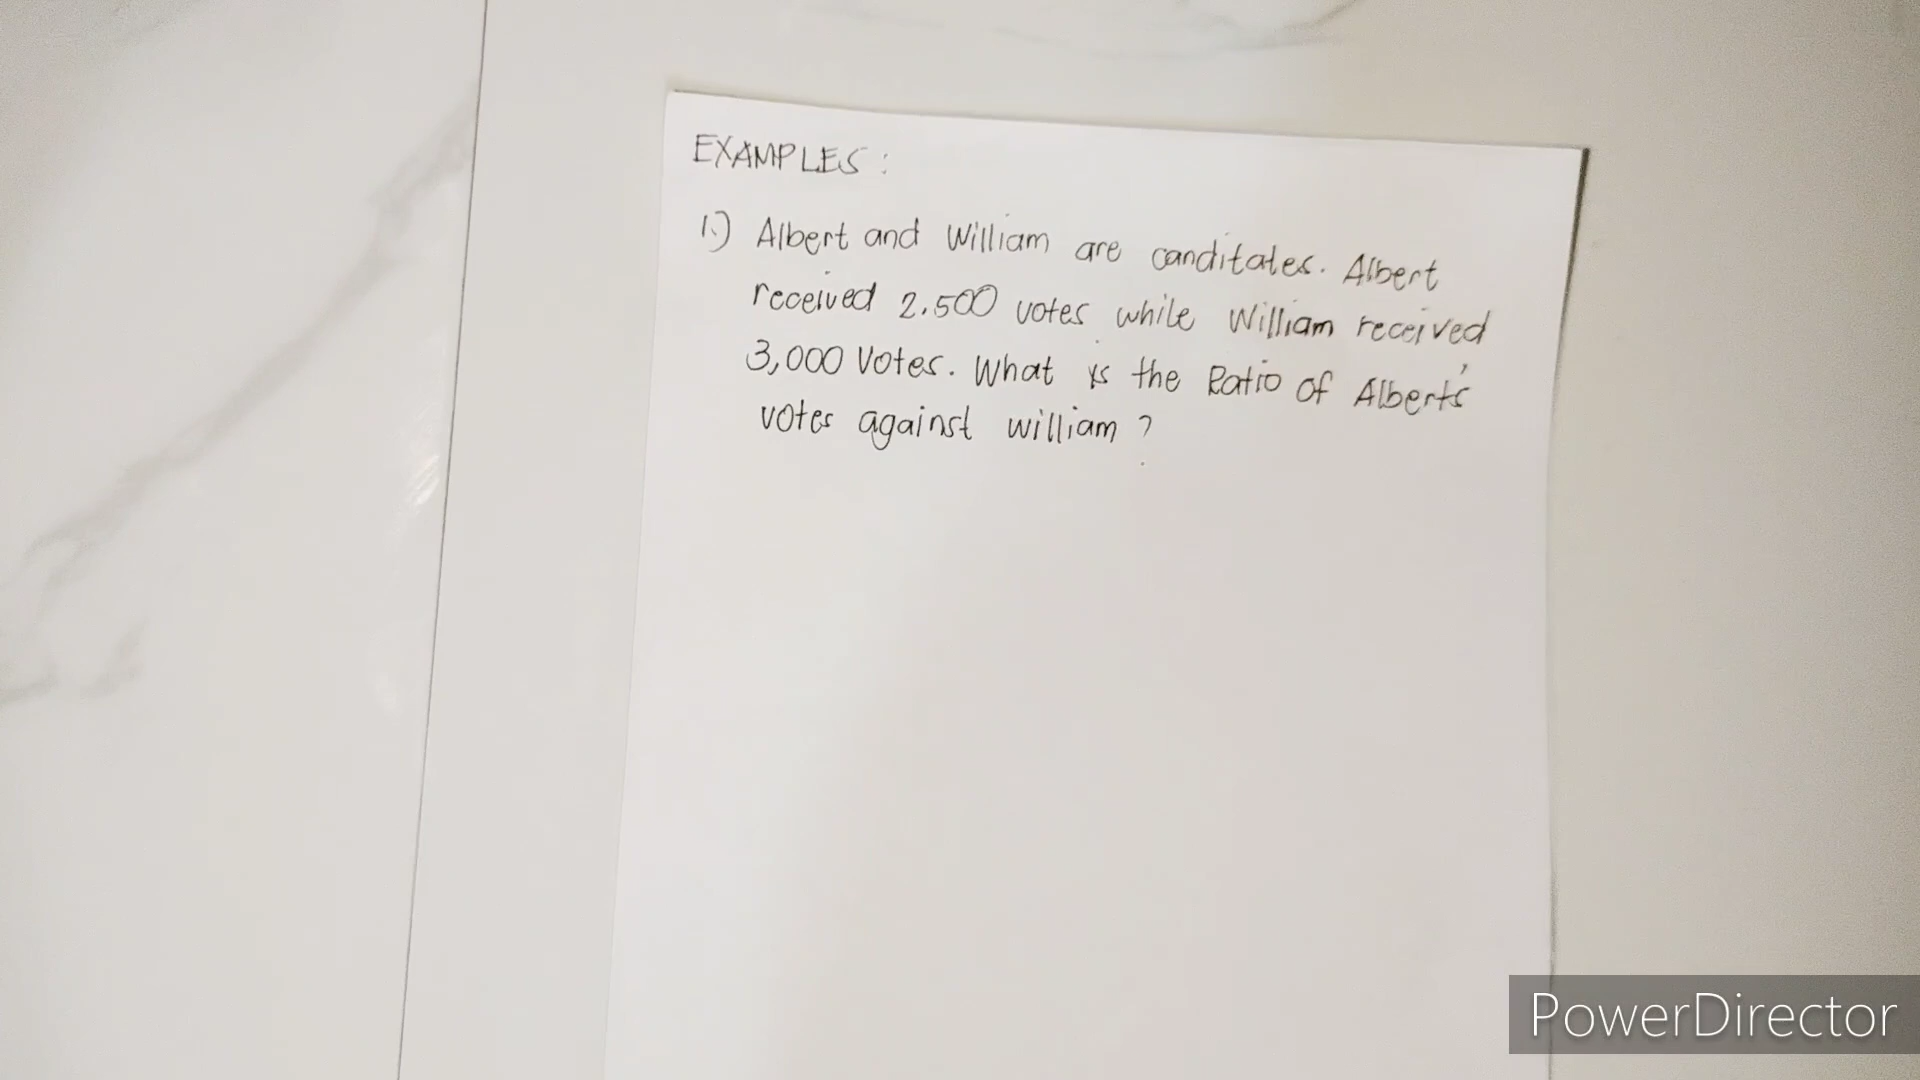 EXAMPLES :
1.) Albert and William are canditates. Albert
received 2.500 votes while William received
3,000 Votes. What is the Ratio of Albert's
votes against william ?
PowerDirector